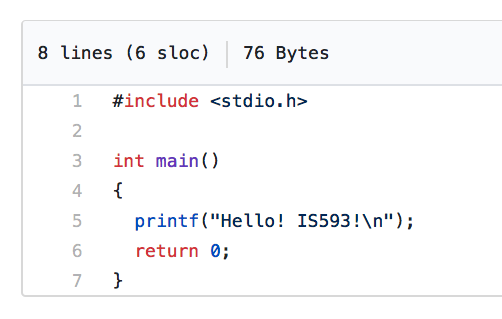 8 lines (6 sloc) 76 Bytes
1 #include <stdio.h>
2
3 int main()
4 {
5   printf("Hello! IS593!\n");
6   return 0;
7 }